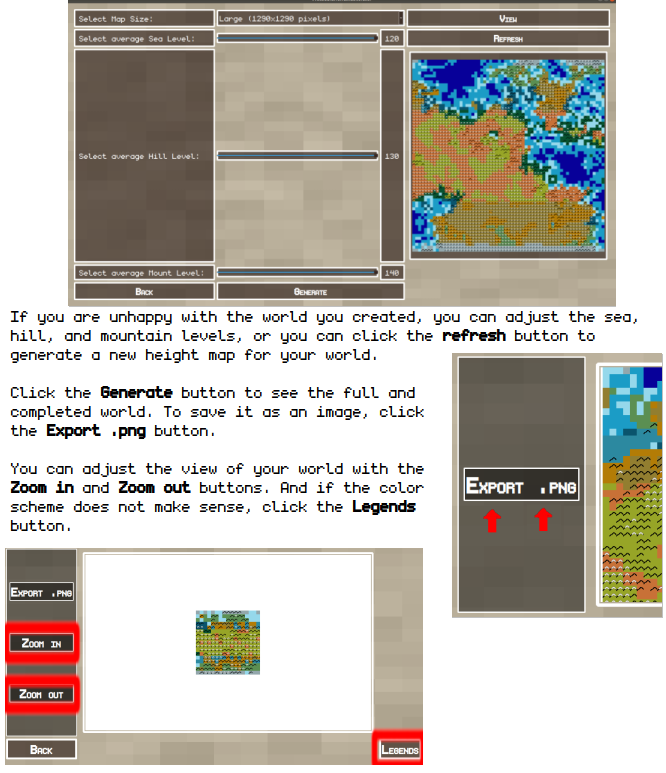 Select Map Size:
Large (1290x1290 pixels)
VIEW
Select average Sea Level:
120
REFRESH
Select average Hill Level:
130
Select average Mount Level:
140
BACK
GENERATE
If you are unhappy with the world you created, you can adjust the sea,
hill, and mountain levels, or you can click the refresh button to
generate a new height map for your world.
Click the Generate button to see the full and
completed world. To save it as an image, click
the Export .png button.
You can adjust the view of your world with the
Zoom in and Zoom out buttons. And if the color
scheme does not make sense, click the Legends
button.
EXPORT .PNG
EXPORT .PNG
ZOOM IN
ZOOM OUT
BACK
LEGENDS